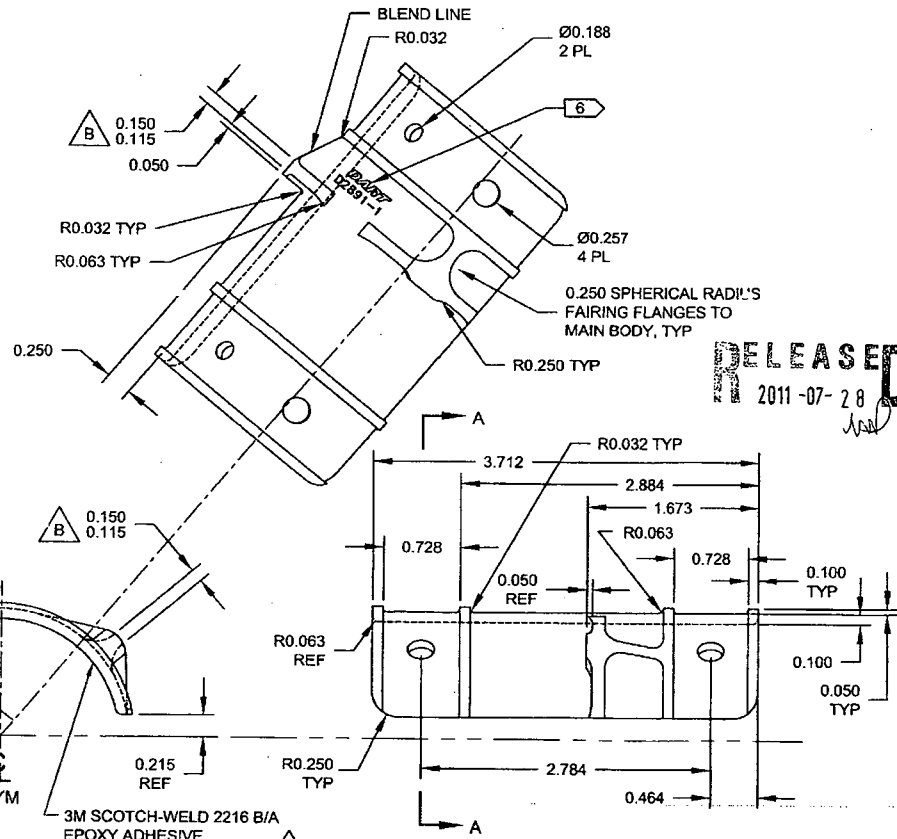 BLEND LINE
R0.032
Ø0.188
2 PL
6
B
0.150
0.115
0.050
DART
D2891-1
R0.032 TYP
R0.063 TYP
Ø0.257
4 PL
0.250 SPHERICAL RADII'S
FAIRING FLANGES TO
MAIN BODY, TYP
R0.250 TYP
0.250
RELEASED
2011-07-28
A
R0.032 TYP
3.712
2.884
1.673
R0.063
B
0.150
0.115
0.728
0.728
0.050
REF
0.100
TYP
R0.063
REF
0.100
0.050
TYP
0.215
REF
R0.250
TYP
2.784
0.464
YM
3M SCOTCH-WELD 2216 B/A
EPOXY ADHESIVE
A